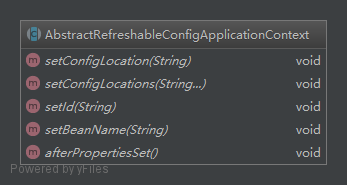 AbstractRefreshableConfigApplicationContext
setConfigLocation(String) void
setConfigLocations(String...) void
setId(String) void
setBeanName(String) void
afterPropertiesSet() void
Powered by yFiles